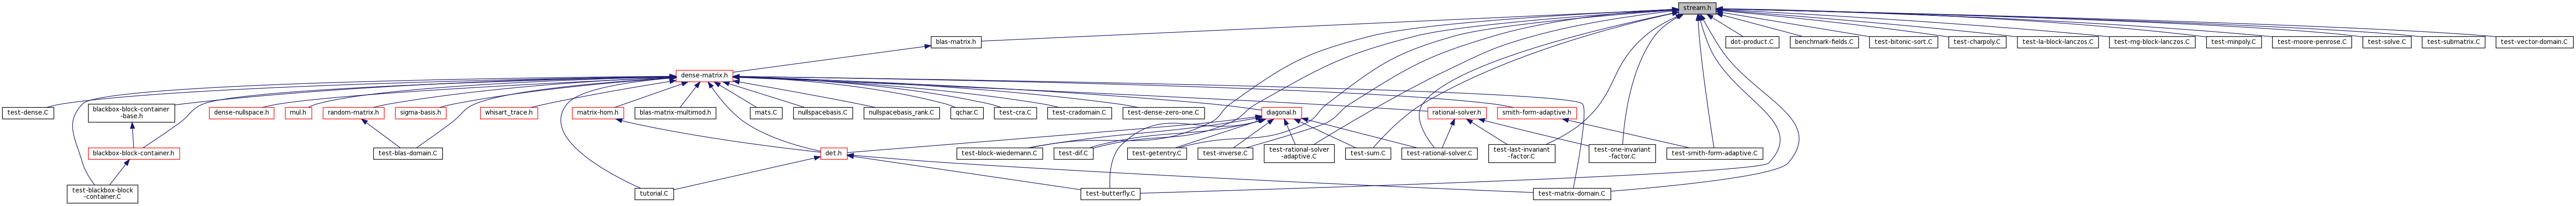 stream.h
blas-matrix.h
dot-product.C
benchmark-fields.C
test-bitonic-sort.C
test-charpoly.C
test-la-block-lanczos.C
test-mg-block-lanczos.C
test-minpoly.C
test-moore-penrose.C
test-solve.C
test-submatrix.C
test-vector-domain.C
dense-matrix.h
test-dense.C
blackbox-block-container
-base.h
dense-nullspace.h
mul.h
random-matrix.h
sigma-basis.h
whisart_trace.h
matrix-hom.h
blas-matrix-multimod.h
mats.C
nullspacebasis.C
nullspacebasis_rank.C
qchar.C
test-cra.C
test-cradomain.C
test-dense-zero-one.C
diagonal.h
rational-solver.h
smith-form-adaptive.h
blackbox-block-container.h
test-blas-domain.C
det.h
test-block-wiedemann.C
test-dif.C
test-getentry.C
test-inverse.C
test-rational-solver
-adaptive.C
test-sum.C
test-rational-solver.C
test-last-invariant
-factor.C
test-one-invariant
-factor.C
test-smith-form-adaptive.C
test-blackbox-block
-container.C
tutorial.C
test-butterfly.C
test-matrix-domain.C